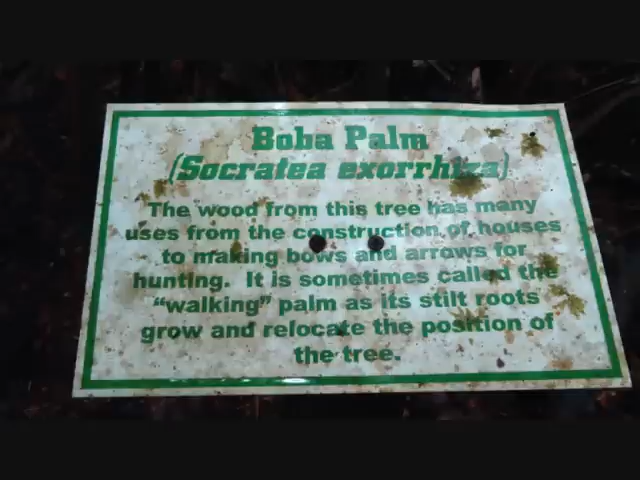 Boba Palm
(Socratea exorrhiza)
The wood from this tree has many
uses from the construction of houses
to making bows and arrows for
hunting. It is sometimes called the
“walking” palm as its stilt roots
grow and relocate the position of
the tree.